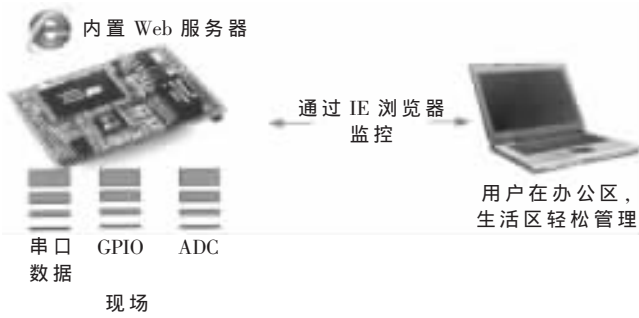 内置 Web 服务器
通过 IE 浏览器
监控
用户在办公区,
生活区轻松管理
串口
数据
GPIO
ADC
现场